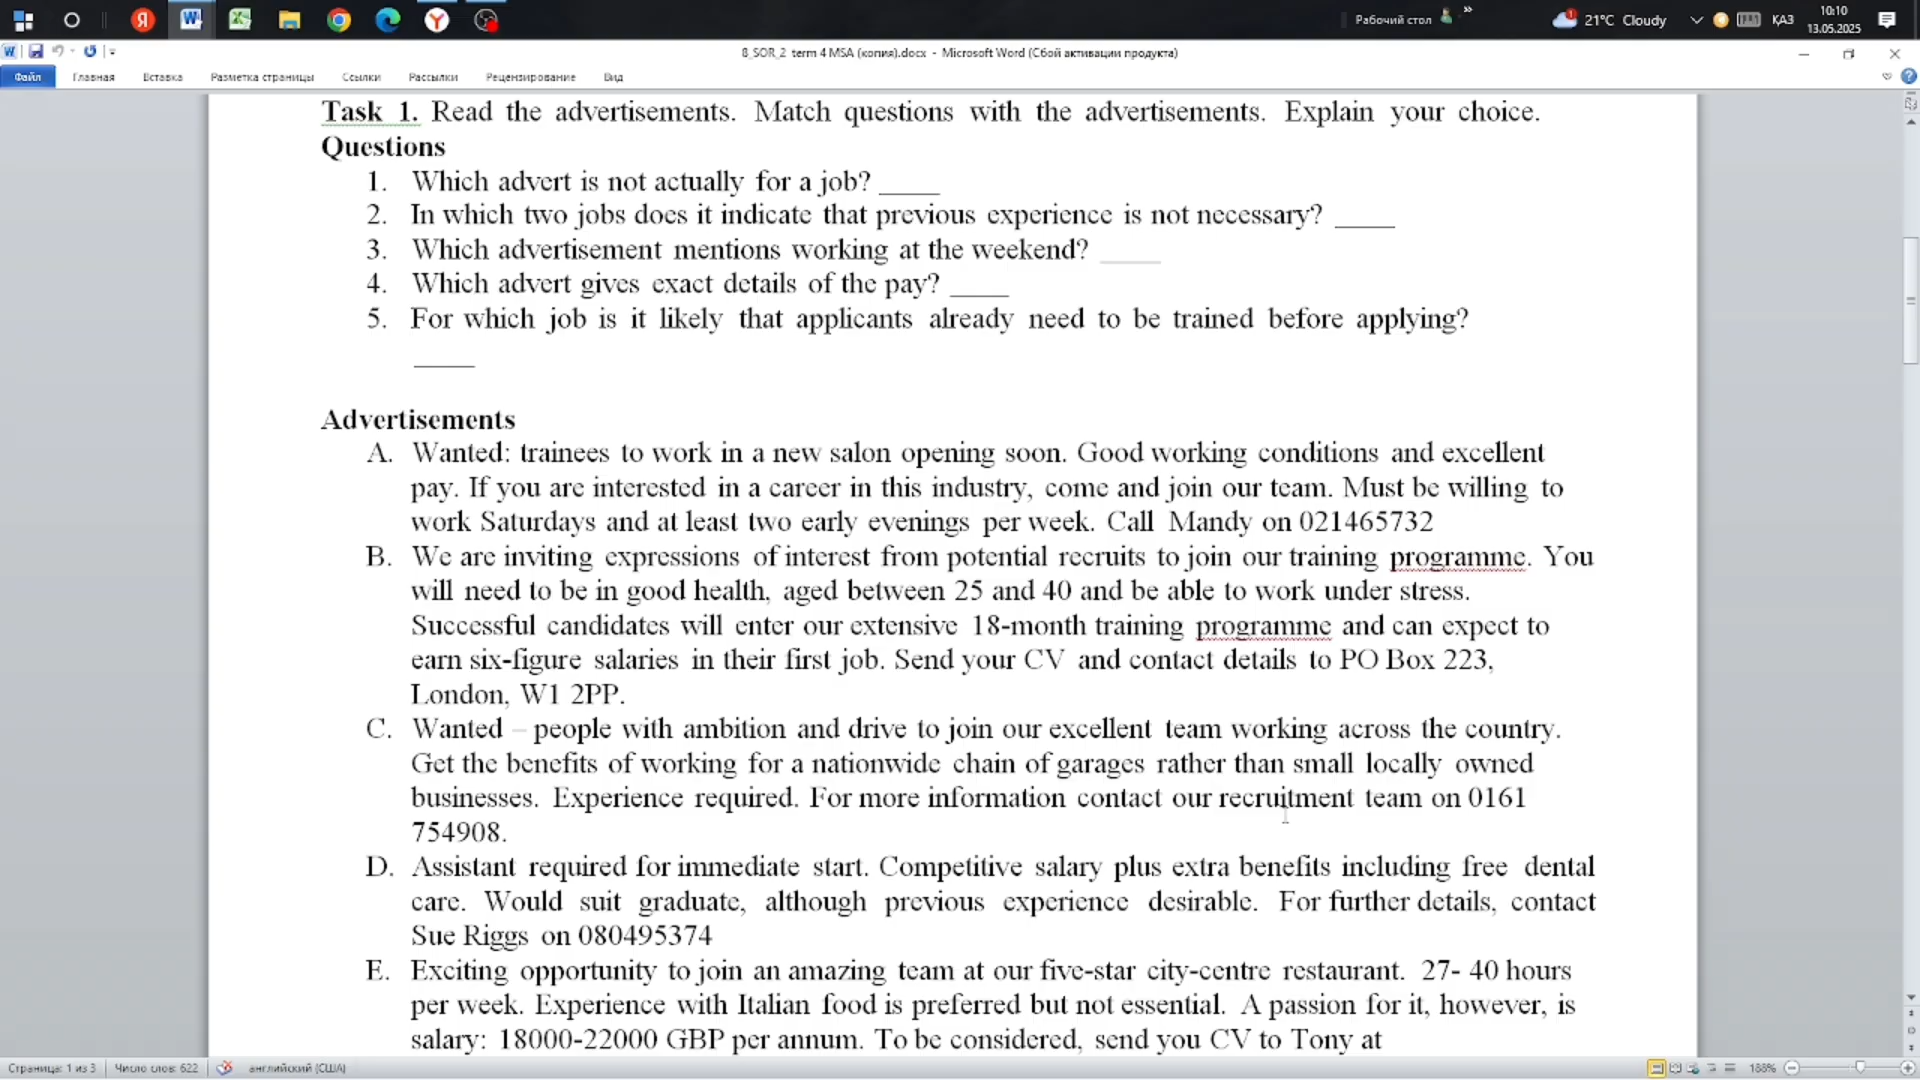 Рабочий стол
»
21°C Cloudy
ҚАЗ
10:10
13.05.2025
8_SOR_2 term 4 MSA (копия).docx - Microsoft Word (Сбой активации продукта)
Файл Главная Вставка Разметка страницы Ссылки Рассылки Рецензирование Вид
Task 1. Read the advertisements. Match questions with the advertisements. Explain your choice.
Questions
1. Which advert is not actually for a job? ____
2. In which two jobs does it indicate that previous experience is not necessary? ____
3. Which advertisement mentions working at the weekend? ____
4. Which advert gives exact details of the pay? ____
5. For which job is it likely that applicants already need to be trained before applying?
____
Advertisements
A. Wanted: trainees to work in a new salon opening soon. Good working conditions and excellent
pay. If you are interested in a career in this industry, come and join our team. Must be willing to
work Saturdays and at least two early evenings per week. Call Mandy on 021465732
B. We are inviting expressions of interest from potential recruits to join our training programme. You
will need to be in good health, aged between 25 and 40 and be able to work under stress.
Successful candidates will enter our extensive 18-month training programme and can expect to
earn six-figure salaries in their first job. Send your CV and contact details to PO Box 223,
London, W1 2PP.
C. Wanted – people with ambition and drive to join our excellent team working across the country.
Get the benefits of working for a nationwide chain of garages rather than small locally owned
businesses. Experience required. For more information contact our recruitment team on 0161
754908.
D. Assistant required for immediate start. Competitive salary plus extra benefits including free dental
care. Would suit graduate, although previous experience desirable. For further details, contact
Sue Riggs on 080495374
E. Exciting opportunity to join an amazing team at our five-star city-centre restaurant. 27- 40 hours
per week. Experience with Italian food is preferred but not essential. A passion for it, however, is
salary: 18000-22000 GBP per annum. To be considered, send you CV to Tony at
Страница: 1 из 3 Число слов: 622 английский (США) 188%